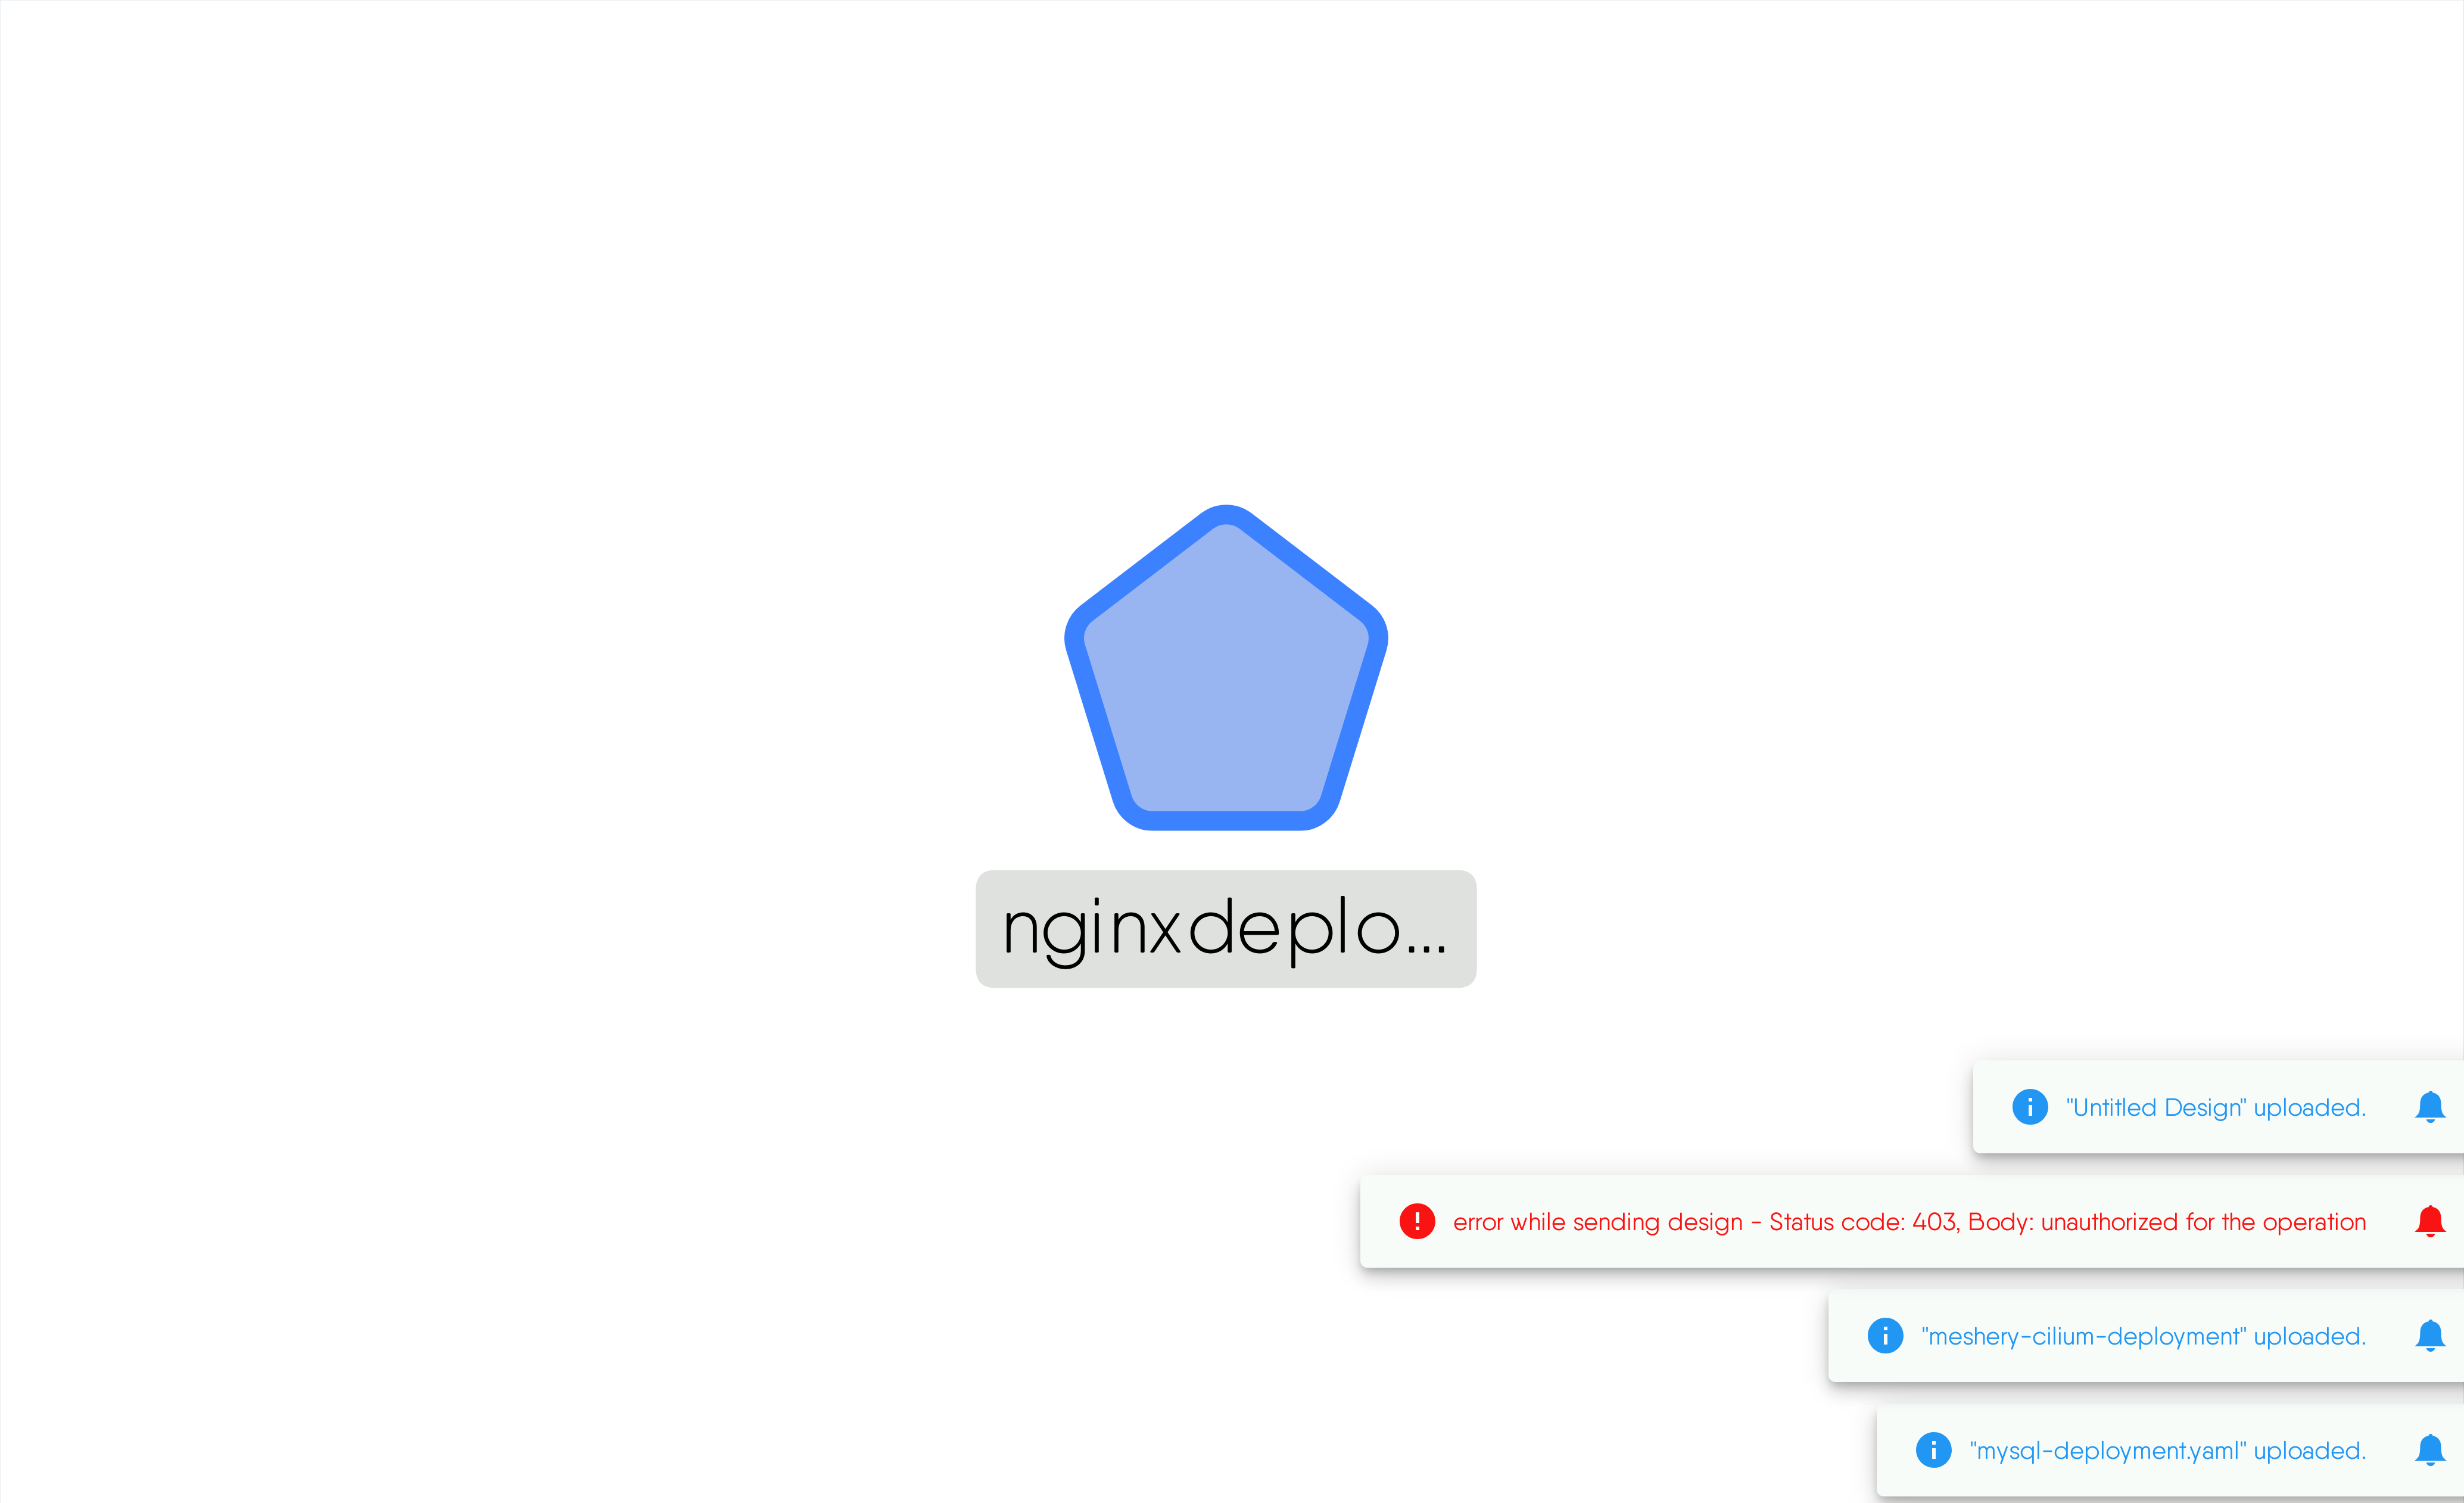 nginxdeplo...
"Untitled Design" uploaded.
error while sending design - Status code: 403, Body: unauthorized for the operation
"meshery-cilium-deployment" uploaded.
"mysql-deployment.yaml" uploaded.